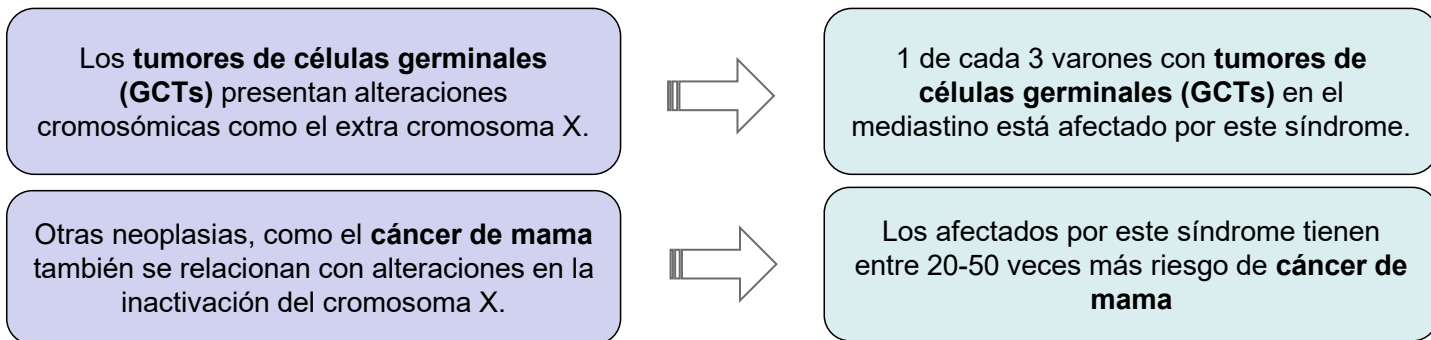 Los tumores de células germinales
(GCTs) presentan alteraciones
cromosómicas como el extra cromosoma X.
1 de cada 3 varones con tumores de
células germinales (GCTs) en el
mediastino está afectado por este síndrome.
Otras neoplasias, como el cáncer de mama
también se relacionan con alteraciones en la
inactivación del cromosoma X.
Los afectados por este síndrome tienen
entre 20-50 veces más riesgo de cáncer de
mama